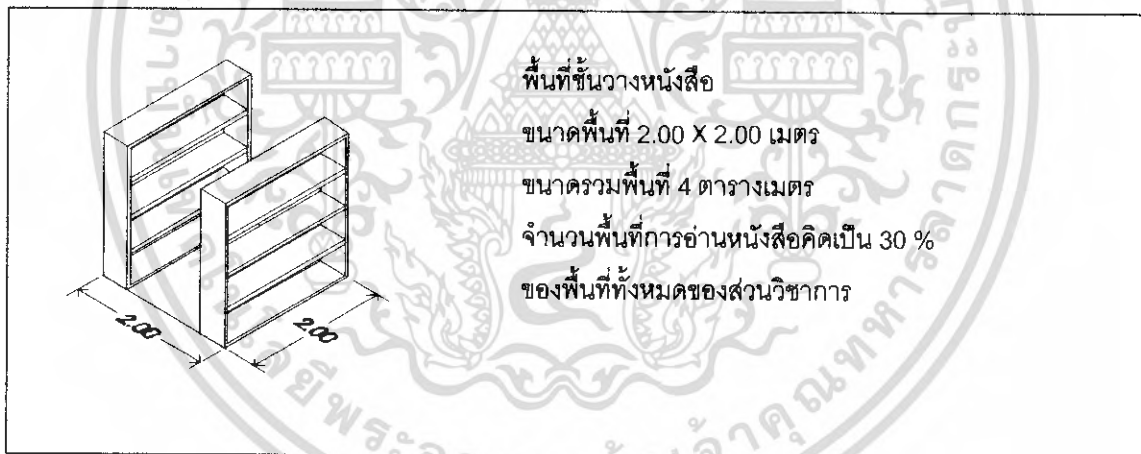 พื้นที่ชั้นวางหนังสือ
ขนาดพื้นที่ 2.00 X 2.00 เมตร
ขนาดรวมพื้นที่ 4 ตารางเมตร
จำนวนพื้นที่การอ่านหนังสือคิดเป็น 30 %
ของพื้นที่ทั้งหมดของส่วนวิชาการ
2.00
2.00